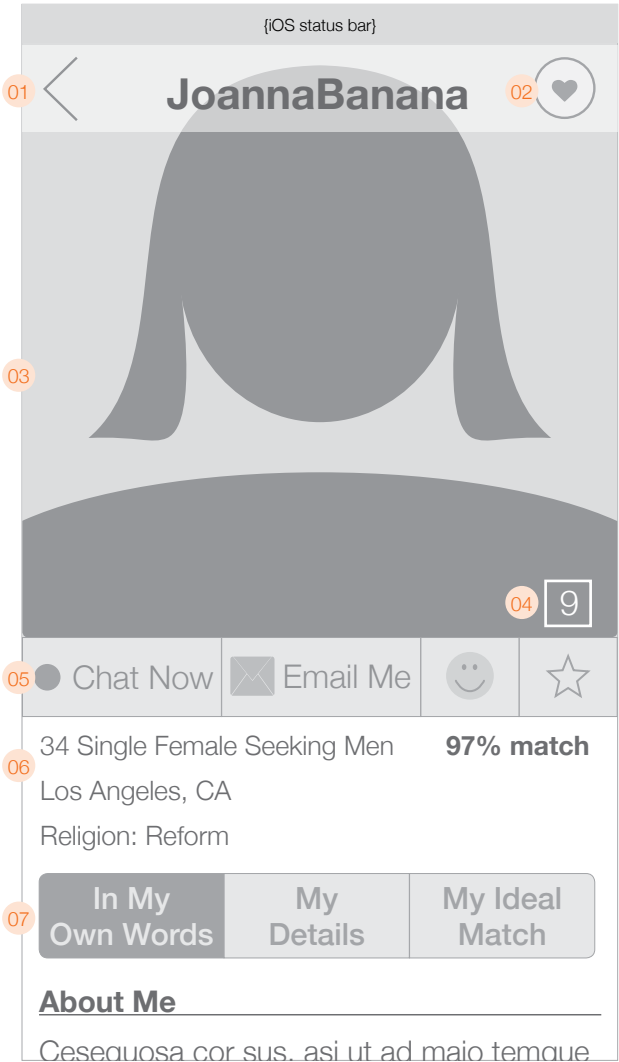 {iOS status bar}
01
JoannaBanana
02
03
04
9
05
Chat Now
Email Me
06
34 Single Female Seeking Men
97% match
Los Angeles, CA
Religion: Reform
07
In My
Own Words
My
Details
My Ideal
Match
About Me
Cesequosa cor sus, asi ut ad maio temque